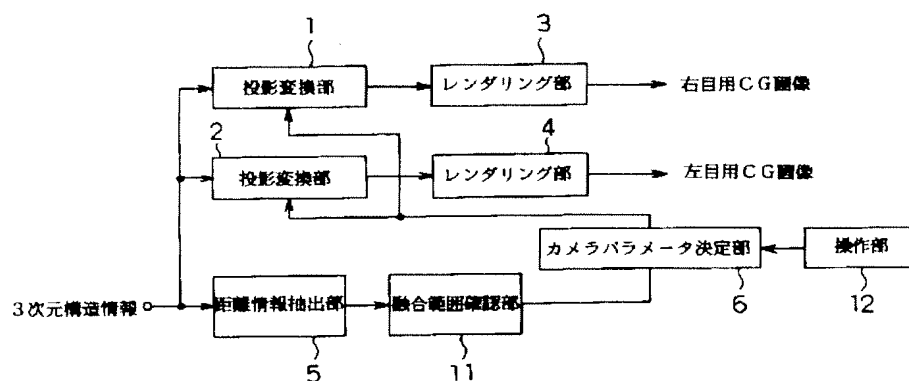 1
3
投影変換部
レンダリング部
右目用CG画像
2
4
投影変換部
レンダリング部
左目用CG画像
カメラパラメータ決定部
操作部
3次元構造情報
距離情報抽出部
融合範囲確認部
6
12
5
11